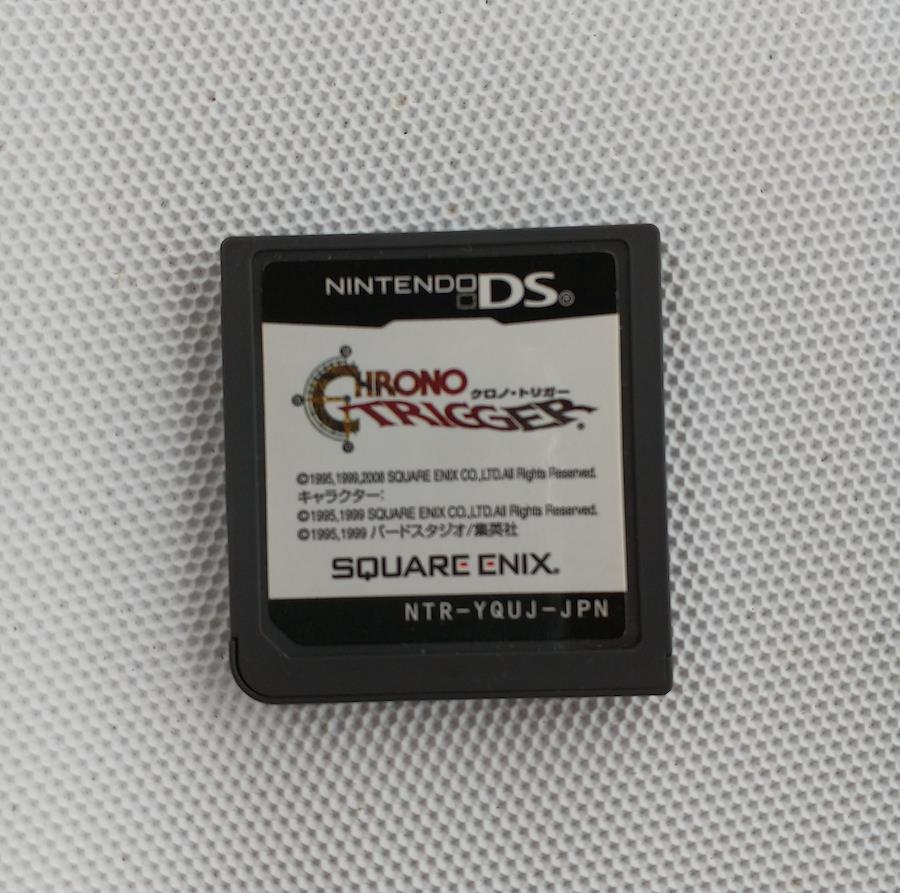 NINTENDO DS®
CHRONO
クロノ・トリガー
TRIGGER®
©1995,1999,2008 SQUARE ENIX CO.,LTD.All Rights Reserved.
キャラクター:
©1995,1999 SQUARE ENIX CO.,LTD.All Rights Reserved.
©1995,1999 バードスタジオ/集英社
SQUARE ENIX®
NTR-YQUJ-JPN